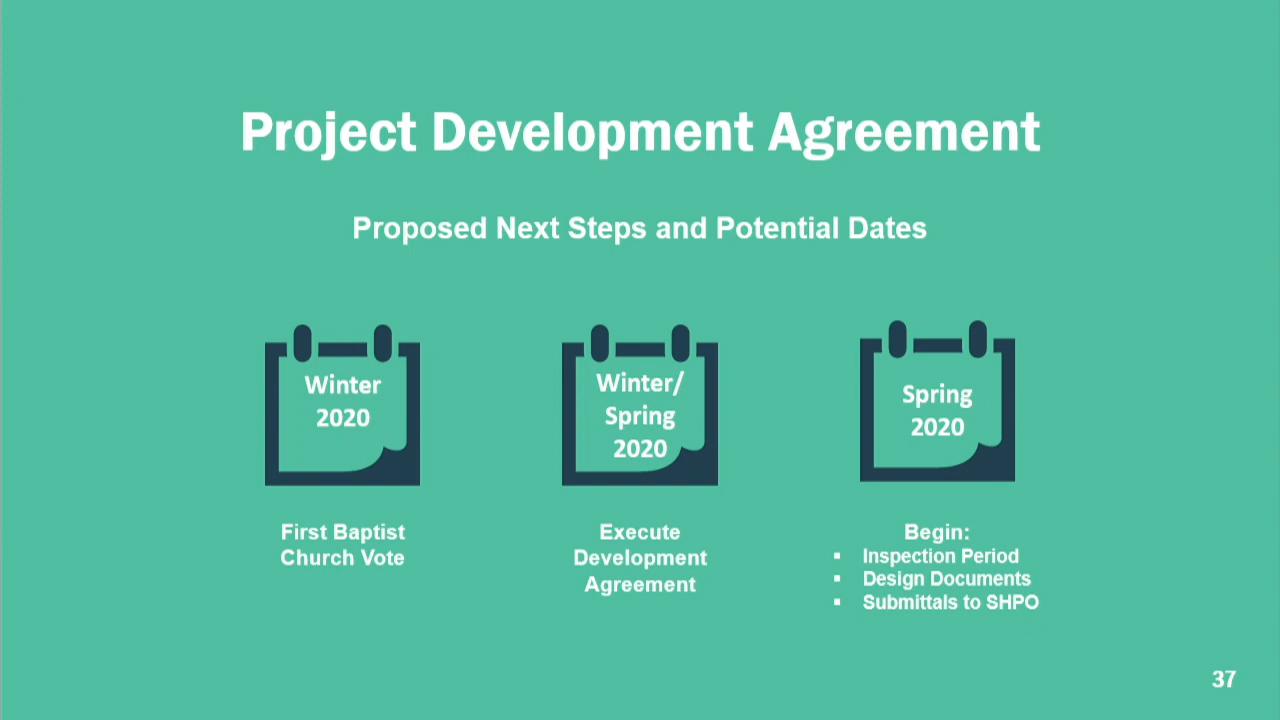 Project Development Agreement
Proposed Next Steps and Potential Dates
Winter
2020
First Baptist
Church Vote
Winter/
Spring
2020
Execute
Development
Agreement
Spring
2020
Begin:
▪ Inspection Period
▪ Design Documents
▪ Submittals to SHPO
37